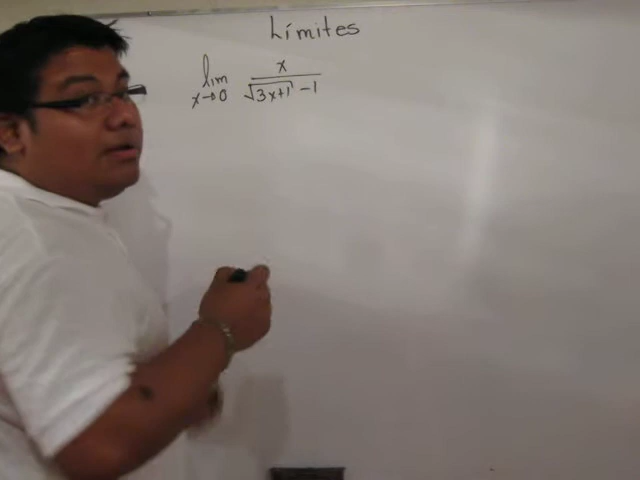 Límites
lim x→0 x / √3x+1 - 1